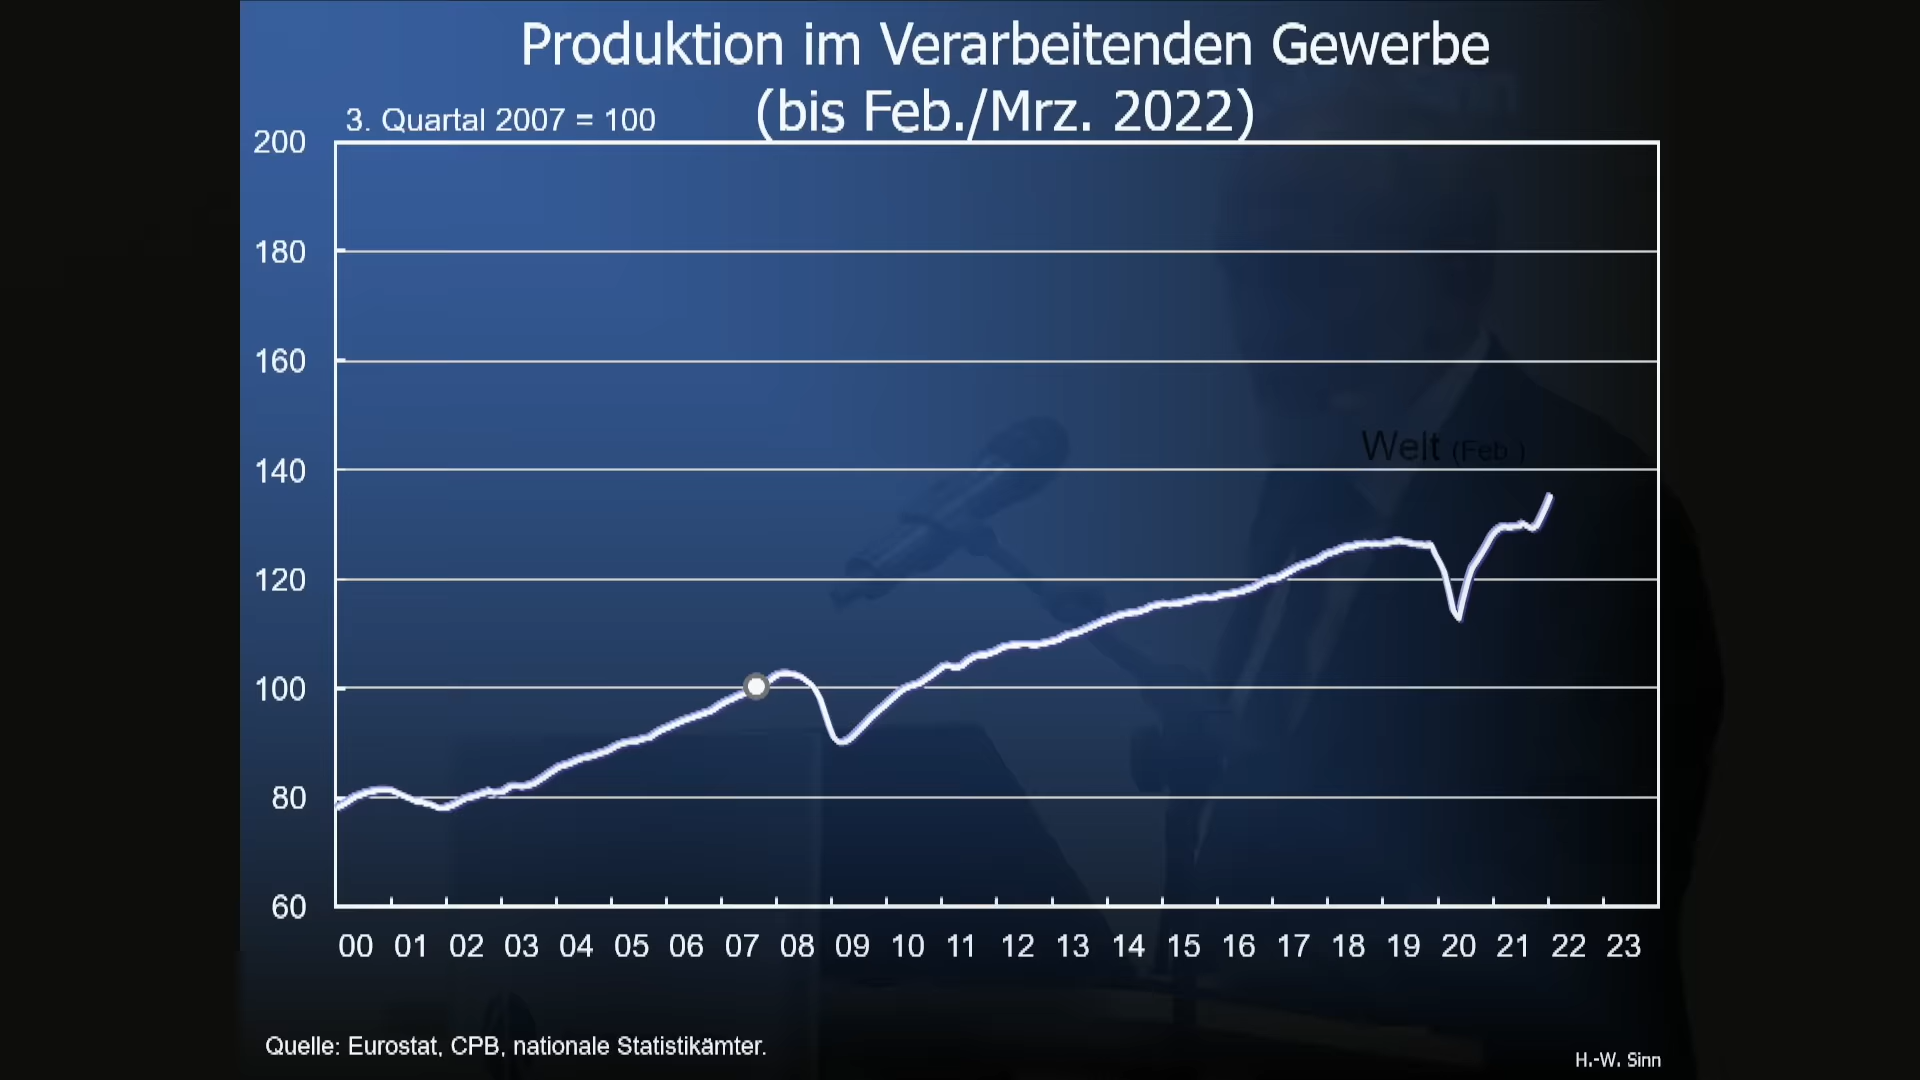 Produktion im Verarbeitenden Gewerbe
(bis Feb./Mrz. 2022)
3. Quartal 2007 = 100
200
180
160
140
120
100
80
60
Welt (Feb.)
00 01 02 03 04 05 06 07 08 09 10 11 12 13 14 15 16 17 18 19 20 21 22 23
Quelle: Eurostat, CPB, nationale Statistikämter.
H.-W. Sinn